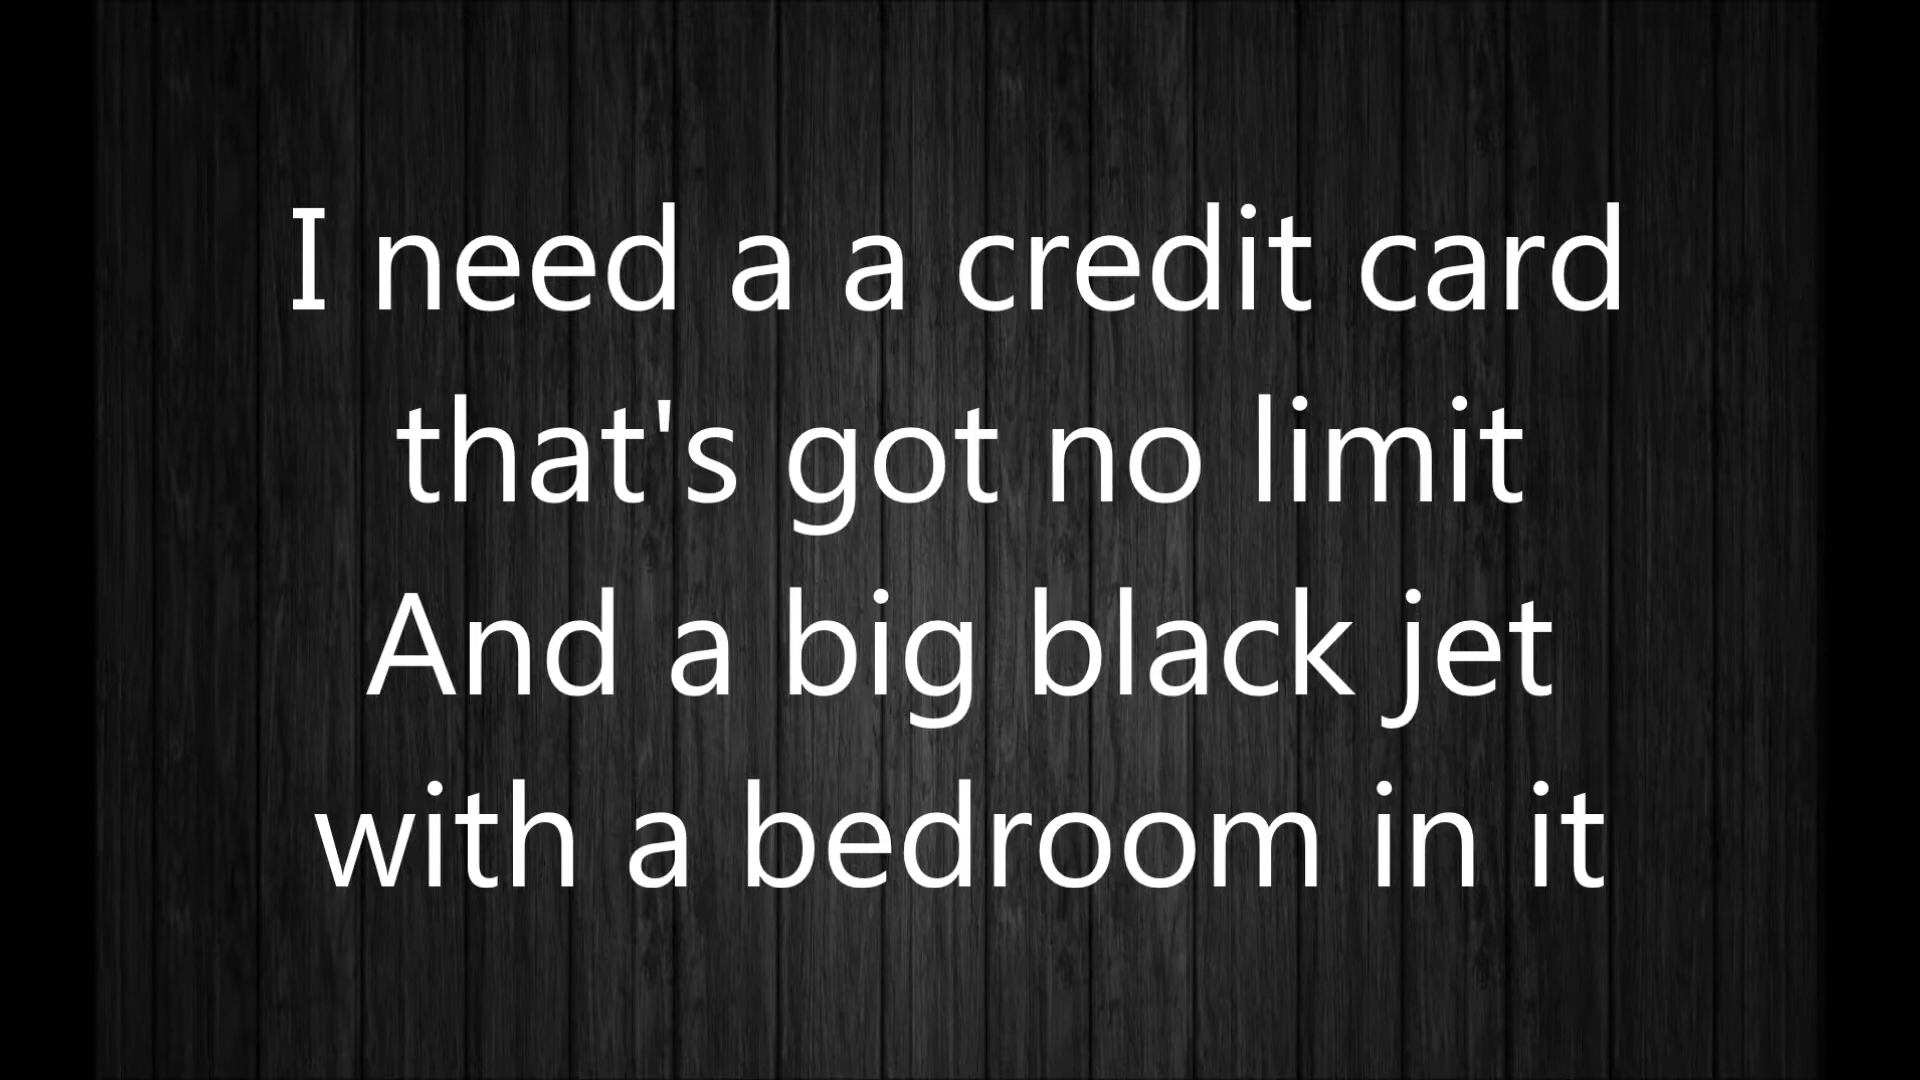 I need a a credit card
that's got no limit
And a big black jet
with a bedroom in it